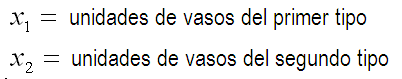 x₁ = unidades de vasos del primer tipo
x₂ = unidades de vasos del segundo tipo